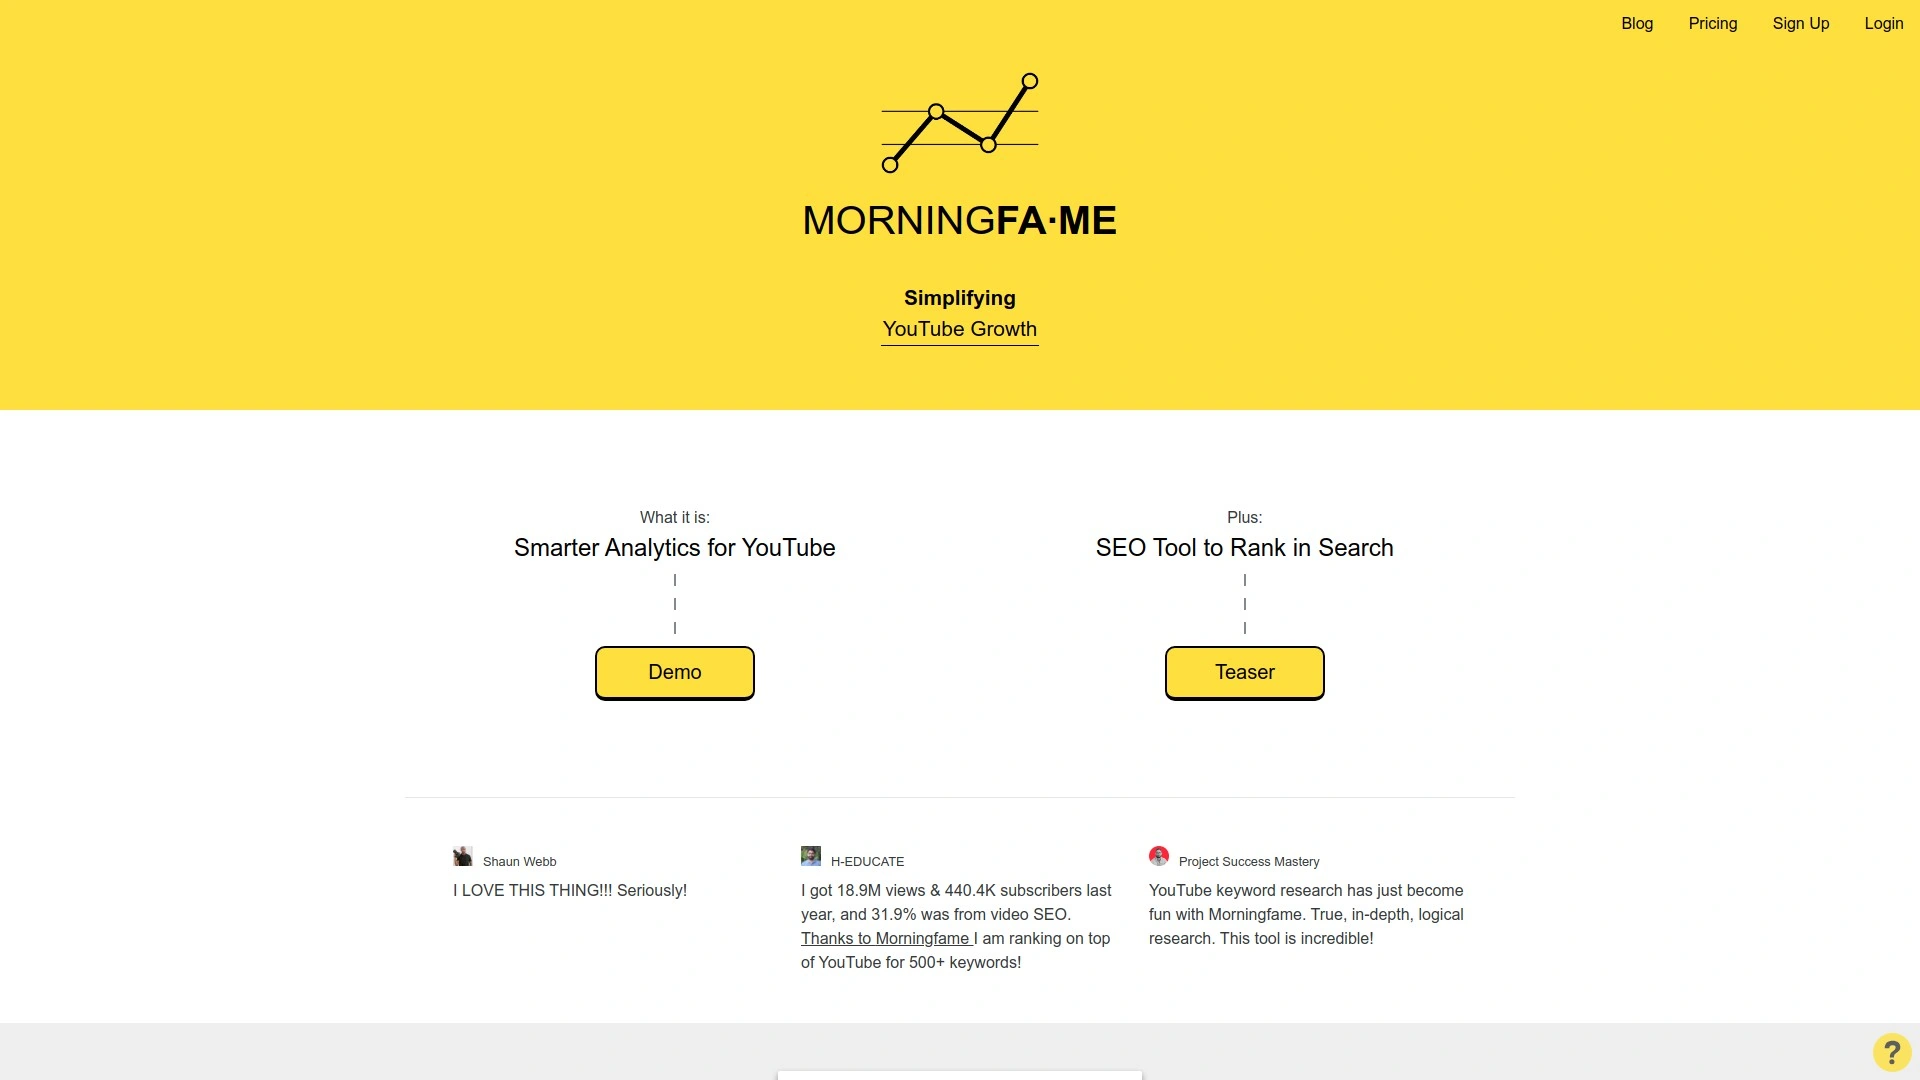 Blog Pricing Sign Up Login
MORNINGFA·ME
Simplifying
YouTube Growth
What it is:
Smarter Analytics for YouTube
Demo
Plus:
SEO Tool to Rank in Search
Teaser
Shaun Webb
I LOVE THIS THING!!! Seriously!
H-EDUCATE
I got 18.9M views & 440.4K subscribers last
year, and 31.9% was from video SEO.
Thanks to Morningfame I am ranking on top
of YouTube for 500+ keywords!
Project Success Mastery
YouTube keyword research has just become
fun with Morningfame. True, in-depth, logical
research. This tool is incredible!
?